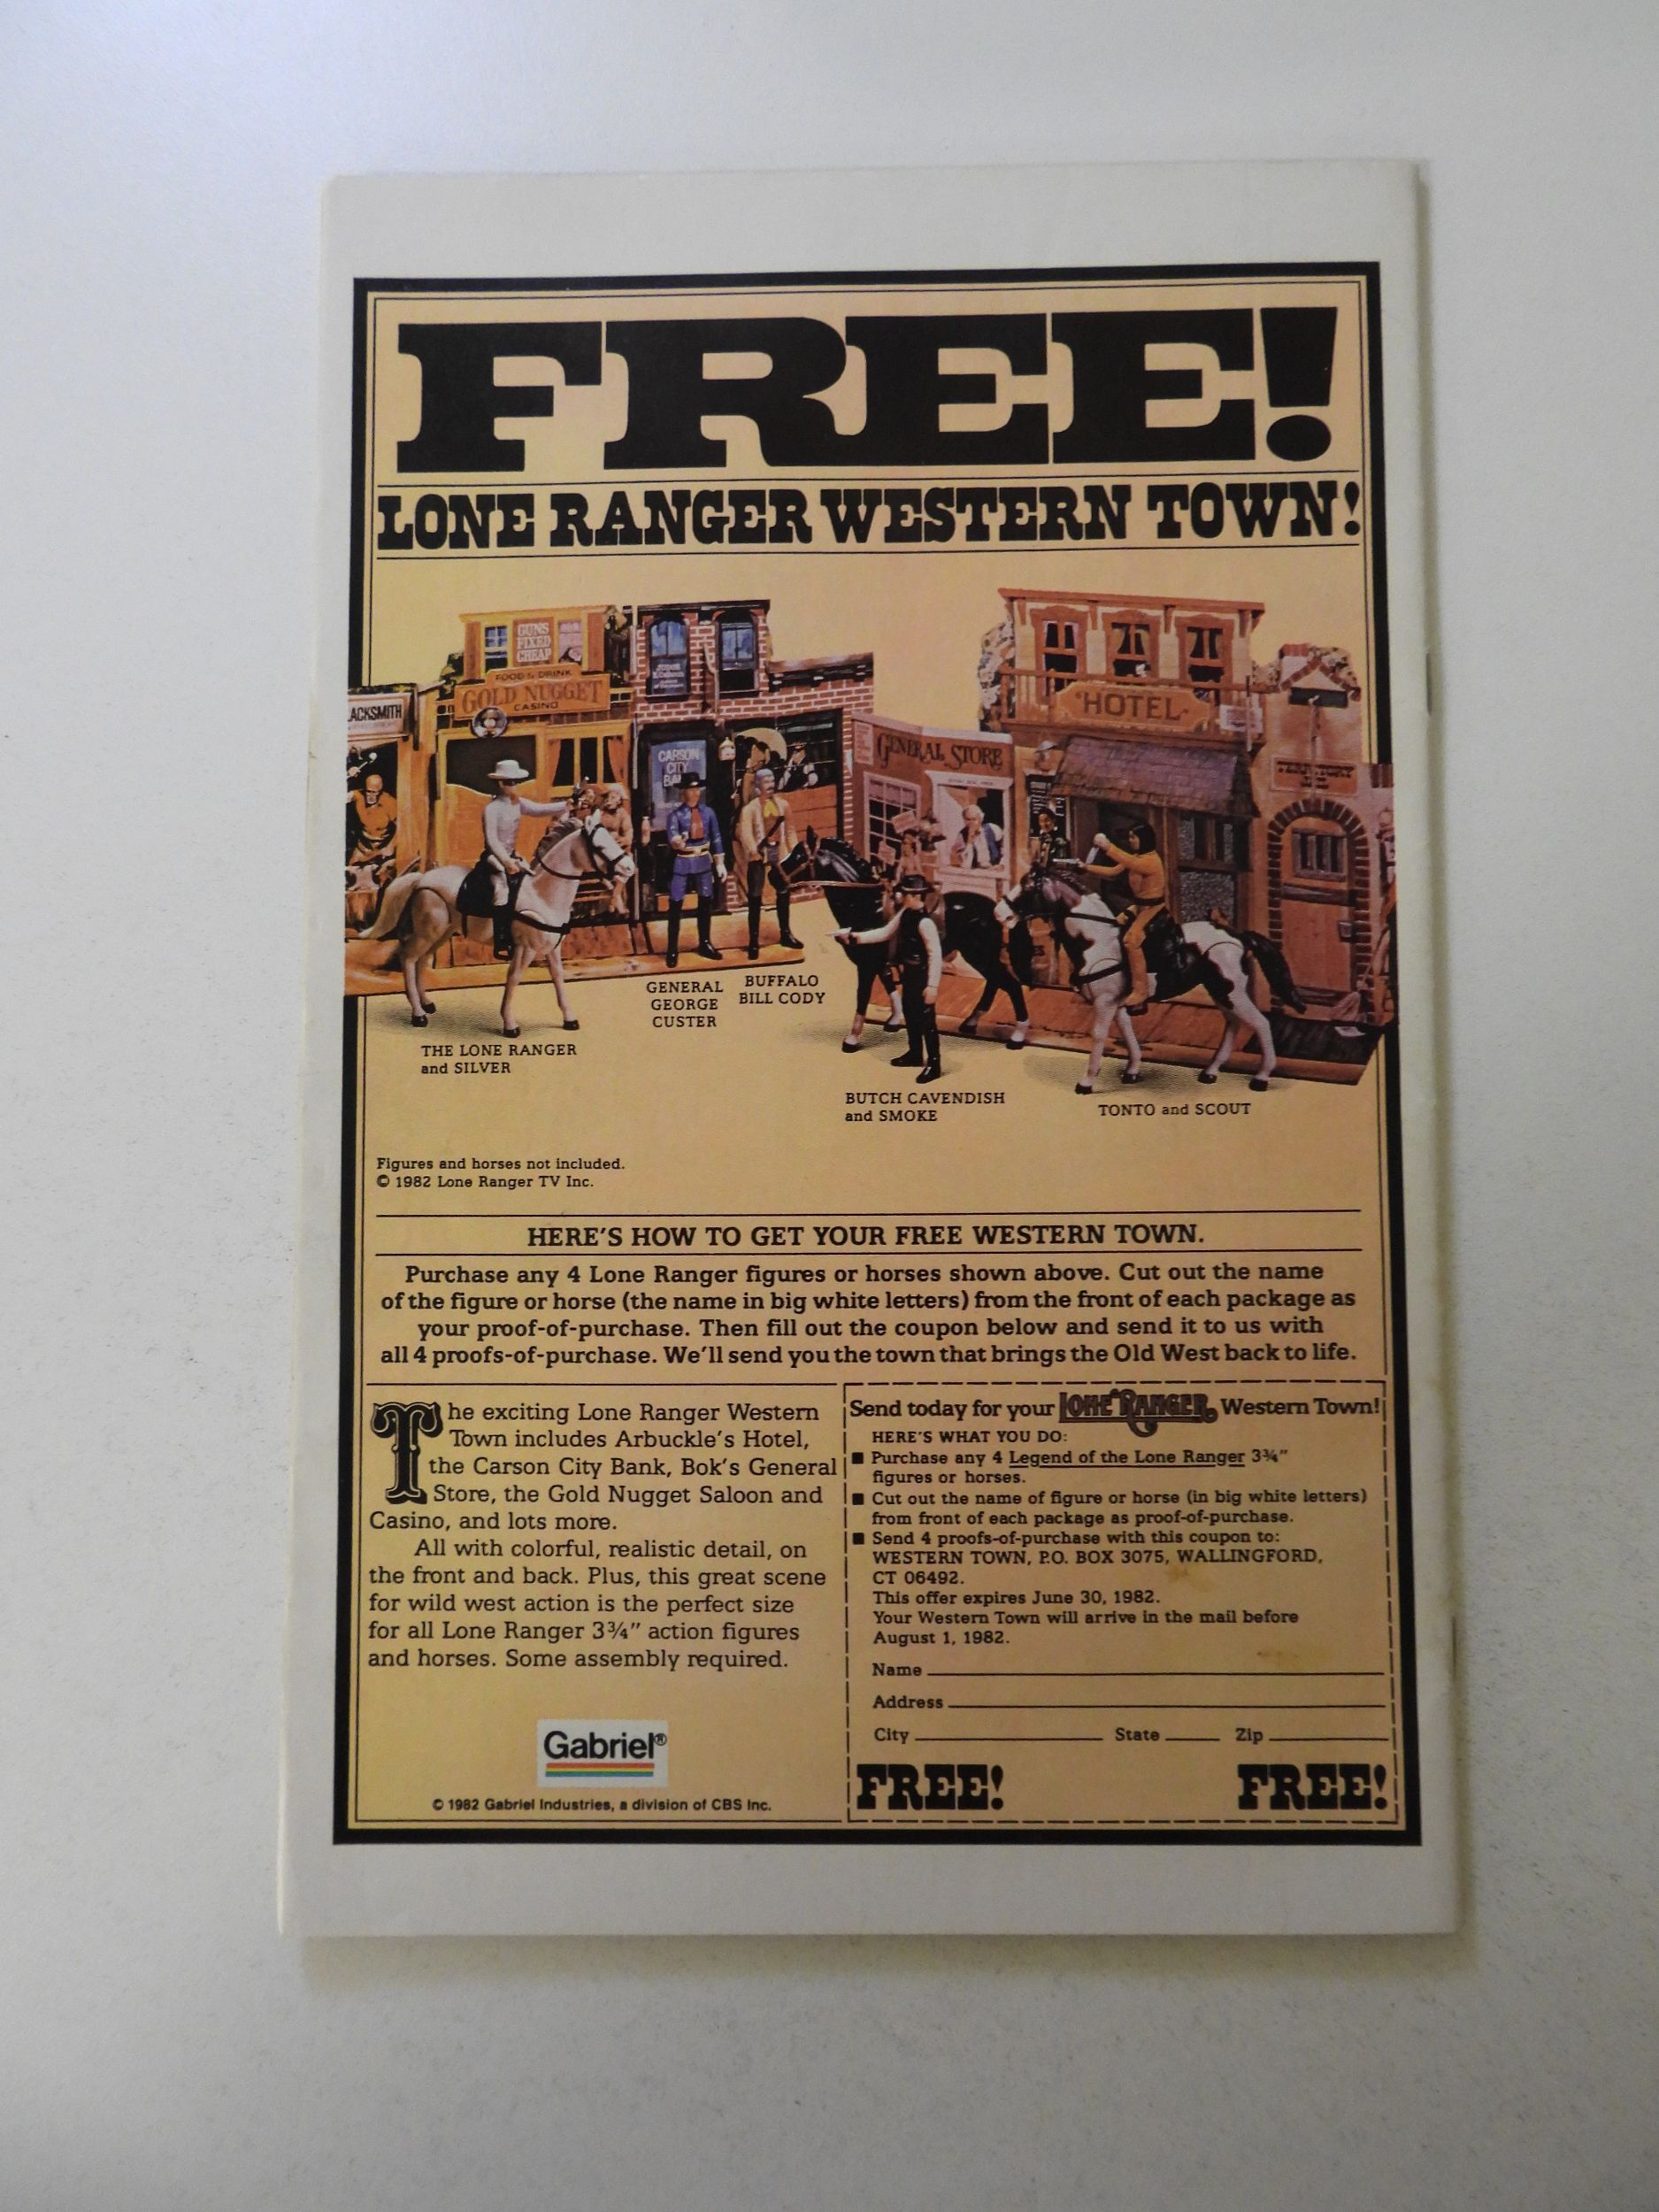 FREE!
LONE RANGER WESTERN TOWN!
GUNS
FIXED
CHEAP
FOOD & DRINK
GOLD NUGGET
CASINO
ACKSMITH
CARSON
CITY
GENERAL STORE
HOTEL
TERRITORY
GENERAL
GEORGE
CUSTER
BUFFALO
BILL CODY
THE LONE RANGER
and SILVER
BUTCH CAVENDISH
and SMOKE
TONTO and SCOUT
Figures and horses not included.
© 1982 Lone Ranger TV Inc.
HERE'S HOW TO GET YOUR FREE WESTERN TOWN.
Purchase any 4 Lone Ranger figures or horses shown above. Cut out the name
of the figure or horse (the name in big white letters) from the front of each package as
your proof-of-purchase. Then fill out the coupon below and send it to us with
all 4 proofs-of-purchase. We'll send you the town that brings the Old West back to life.
The exciting Lone Ranger Western
Town includes Arbuckle's Hotel,
the Carson City Bank, Bok's General
Store, the Gold Nugget Saloon and
Casino, and lots more.
All with colorful, realistic detail, on
the front and back. Plus, this great scene
for wild west action is the perfect size
for all Lone Ranger 3¾" action figures
and horses. Some assembly required.
Gabriel®
© 1982 Gabriel Industries, a division of CBS Inc.
Send today for your LONE RANGER Western Town!
HERE'S WHAT YOU DO:
■ Purchase any 4 Legend of the Lone Ranger 3¾"
figures or horses.
■ Cut out the name of figure or horse (in big white letters)
from front of each package as proof-of-purchase.
■ Send 4 proofs-of-purchase with this coupon to:
WESTERN TOWN, P.O. BOX 3075, WALLINGFORD,
CT 06492.
This offer expires June 30, 1982.
Your Western Town will arrive in the mail before
August 1, 1982.
Name
Address
City State Zip
FREE! FREE!